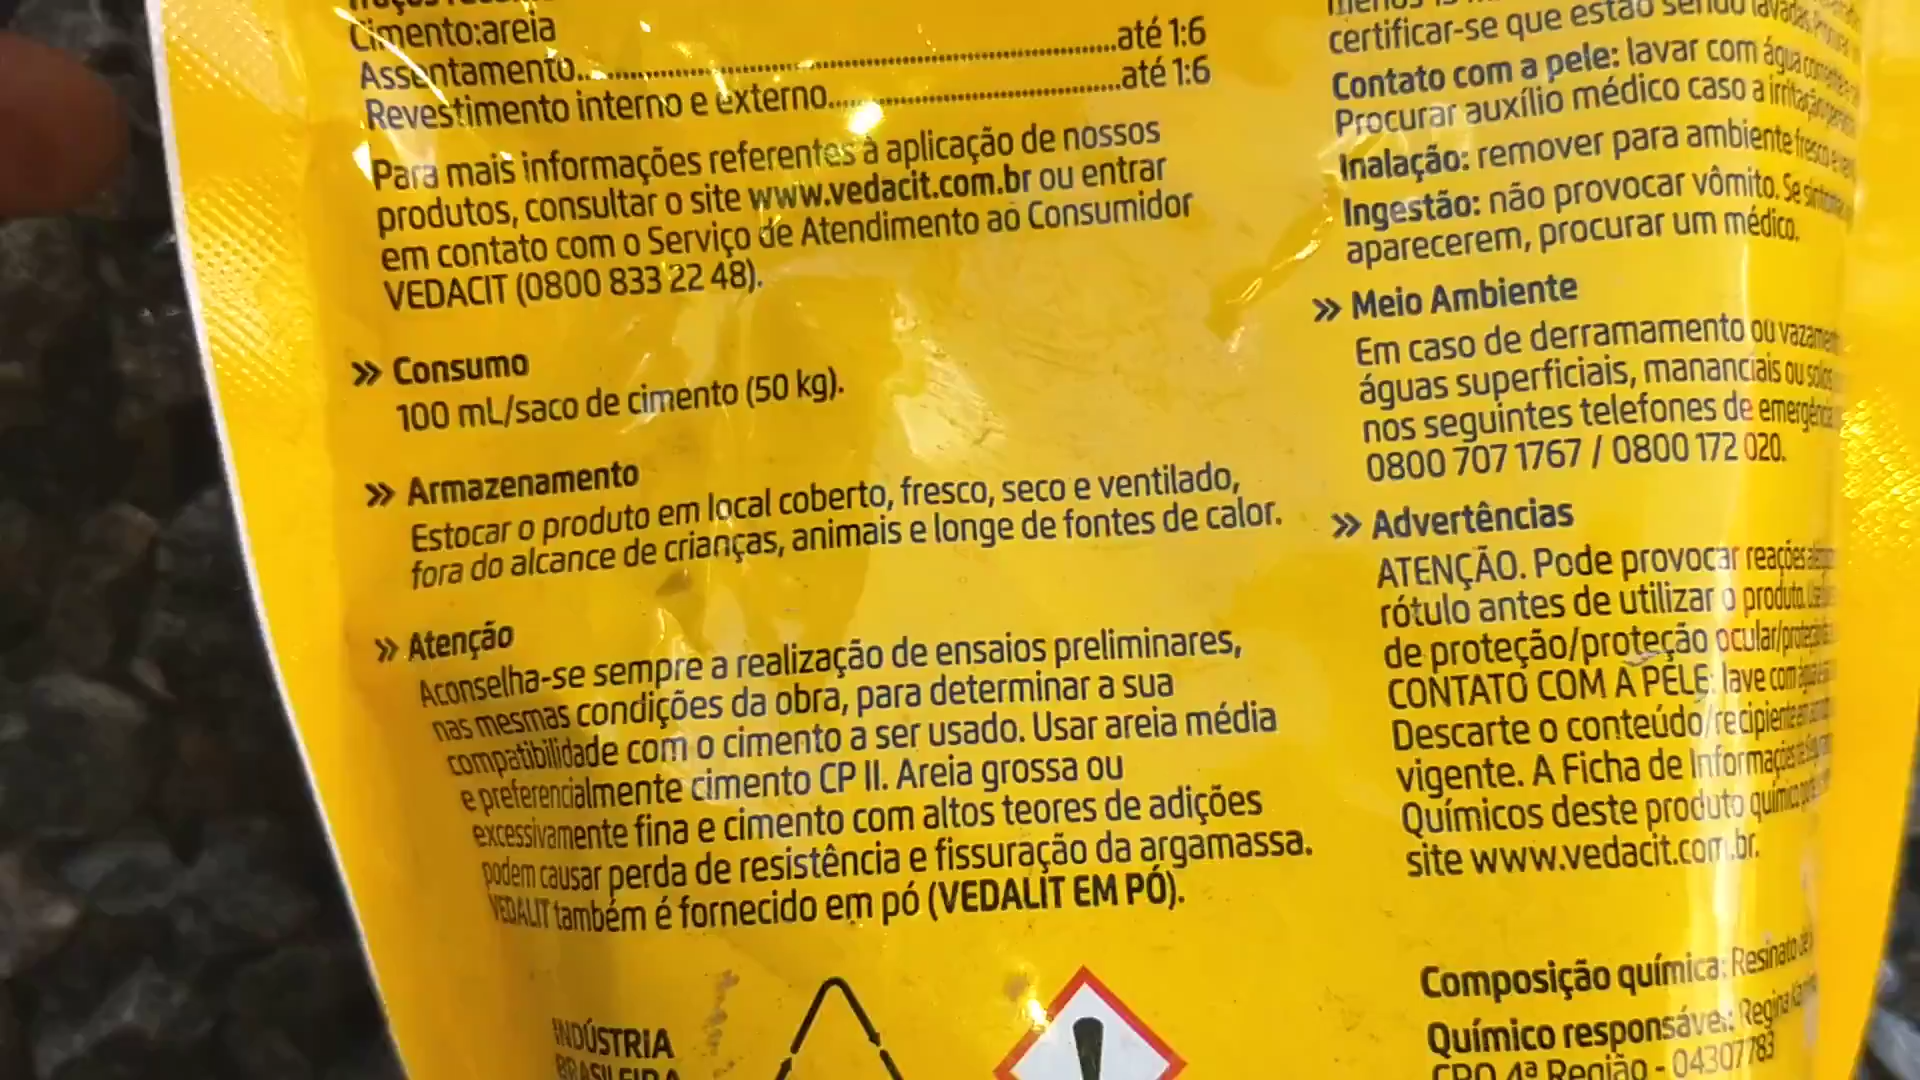 Cimento:areia
Assentamento...........até 1:6
Revestimento interno e externo...........até 1:6
Para mais informações referentes à aplicação de nossos
produtos, consultar o site www.vedacit.com.br ou entrar
em contato com o Serviço de Atendimento ao Consumidor
VEDACIT (0800 833 22 48).
» Consumo
100 mL/saco de cimento (50 kg).
» Armazenamento
Estocar o produto em local coberto, fresco, seco e ventilado,
fora do alcance de crianças, animais e longe de fontes de calor.
» Atenção
Aconselha-se sempre a realização de ensaios preliminares,
nas mesmas condições da obra, para determinar a sua
compatibilidade com o cimento a ser usado. Usar areia média
e preferencialmente cimento CP II. Areia grossa ou
excessivamente fina e cimento com altos teores de adições
podem causar perda de resistência e fissuração da argamassa.
VEDALIT também é fornecido em pó (VEDALIT EM PÓ).
INDÚSTRIA
BRASILEIRA
certificar-se que estão sendo lavadas. Procurar
Contato com a pele: lavar com água corrente
Procurar auxílio médico caso a irritação
Inalação: remover para ambiente fresco e
Ingestão: não provocar vômito. Se sintomas
aparecerem, procurar um médico.
» Meio Ambiente
Em caso de derramamento ou
águas superficiais, mananciais ou solos
nos seguintes telefones de
0800 707 1767 / 0800 172 020.
» Advertências
ATENÇÃO. Pode provocar reações
rótulo antes de utilizar o produto.
de proteção/proteção ocular/
CONTATO COM A PELE: lave com
Descarte o conteúdo/recipiente
vigente. A Ficha de Informações de
Químicos deste produto químico
site www.vedacit.com.br.
Composição química: Resinato de
Químico responsável: Regina
CRQ 4ª Região - 04307783